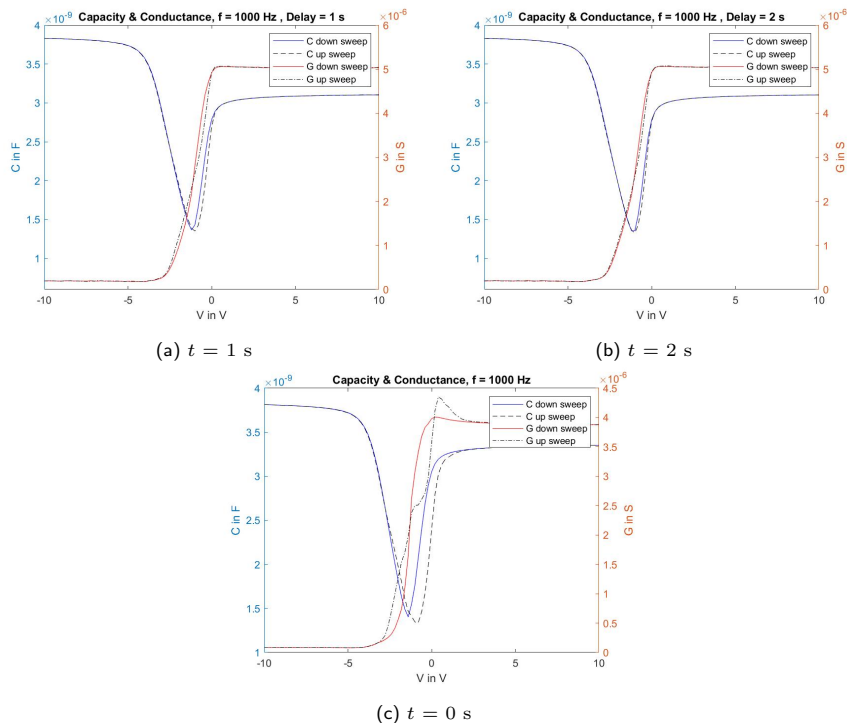 Capacity & Conductance, f = 1000 Hz , Delay = 1 s
×10⁻⁹
×10⁻⁶
4
3.5
3
2.5
2
1.5
C in F
6
5
4
3
2
1
0
G in S
C down sweep
C up sweep
G down sweep
G up sweep
-10
-5
0
5
10
V in V
(a) t = 1 s
Capacity & Conductance, f = 1000 Hz , Delay = 2 s
×10⁻⁹
×10⁻⁶
4
3.5
3
2.5
2
1.5
C in F
6
5
4
3
2
1
0
G in S
C down sweep
C up sweep
G down sweep
G up sweep
-10
-5
0
5
10
V in V
(b) t = 2 s
Capacity & Conductance, f = 1000 Hz
×10⁻⁹
×10⁻⁶
4
3.5
3
2.5
2
1.5
1
C in F
4.5
4
3.5
3
2.5
2
1.5
1
0.5
0
G in S
C down sweep
C up sweep
G down sweep
G up sweep
-10
-5
0
5
10
V in V
(c) t = 0 s